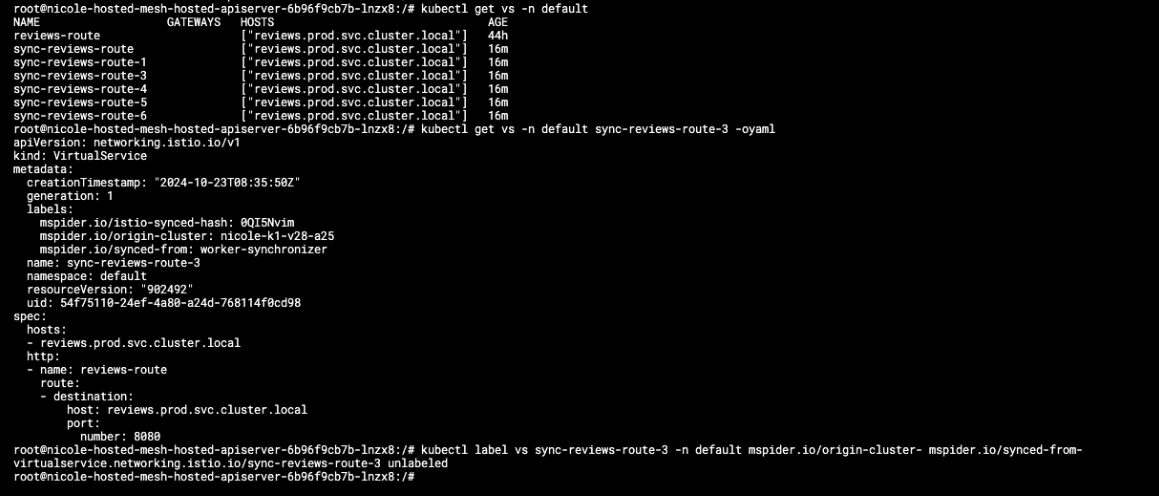 root@nicole-hosted-mesh-hosted-apiserver-6b96f9cb7b-lnzx8:/# kubectl get vs -n default
NAME GATEWAYS HOSTS AGE
reviews-route ["reviews.prod.svc.cluster.local"] 44h
sync-reviews-route ["reviews.prod.svc.cluster.local"] 16m
sync-reviews-route-1 ["reviews.prod.svc.cluster.local"] 16m
sync-reviews-route-3 ["reviews.prod.svc.cluster.local"] 16m
sync-reviews-route-4 ["reviews.prod.svc.cluster.local"] 16m
sync-reviews-route-5 ["reviews.prod.svc.cluster.local"] 16m
sync-reviews-route-6 ["reviews.prod.svc.cluster.local"] 16m
root@nicole-hosted-mesh-hosted-apiserver-6b96f9cb7b-lnzx8:/# kubectl get vs -n default sync-reviews-route-3 -oyaml
apiVersion: networking.istio.io/v1
kind: VirtualService
metadata:
  creationTimestamp: "2024-10-23T08:35:50Z"
  generation: 1
  labels:
    mspider.io/istio-synced-hash: 0QI5Nvim
    mspider.io/origin-cluster: nicole-k1-v28-a25
    mspider.io/synced-from: worker-synchronizer
  name: sync-reviews-route-3
  namespace: default
  resourceVersion: "902492"
  uid: 54f75110-24ef-4a80-a24d-768114f0cd98
spec:
  hosts:
  - reviews.prod.svc.cluster.local
  http:
  - name: reviews-route
    route:
    - destination:
        host: reviews.prod.svc.cluster.local
        port:
          number: 8080
root@nicole-hosted-mesh-hosted-apiserver-6b96f9cb7b-lnzx8:/# kubectl label vs sync-reviews-route-3 -n default mspider.io/origin-cluster- mspider.io/synced-from-
virtualservice.networking.istio.io/sync-reviews-route-3 unlabeled
root@nicole-hosted-mesh-hosted-apiserver-6b96f9cb7b-lnzx8:/#